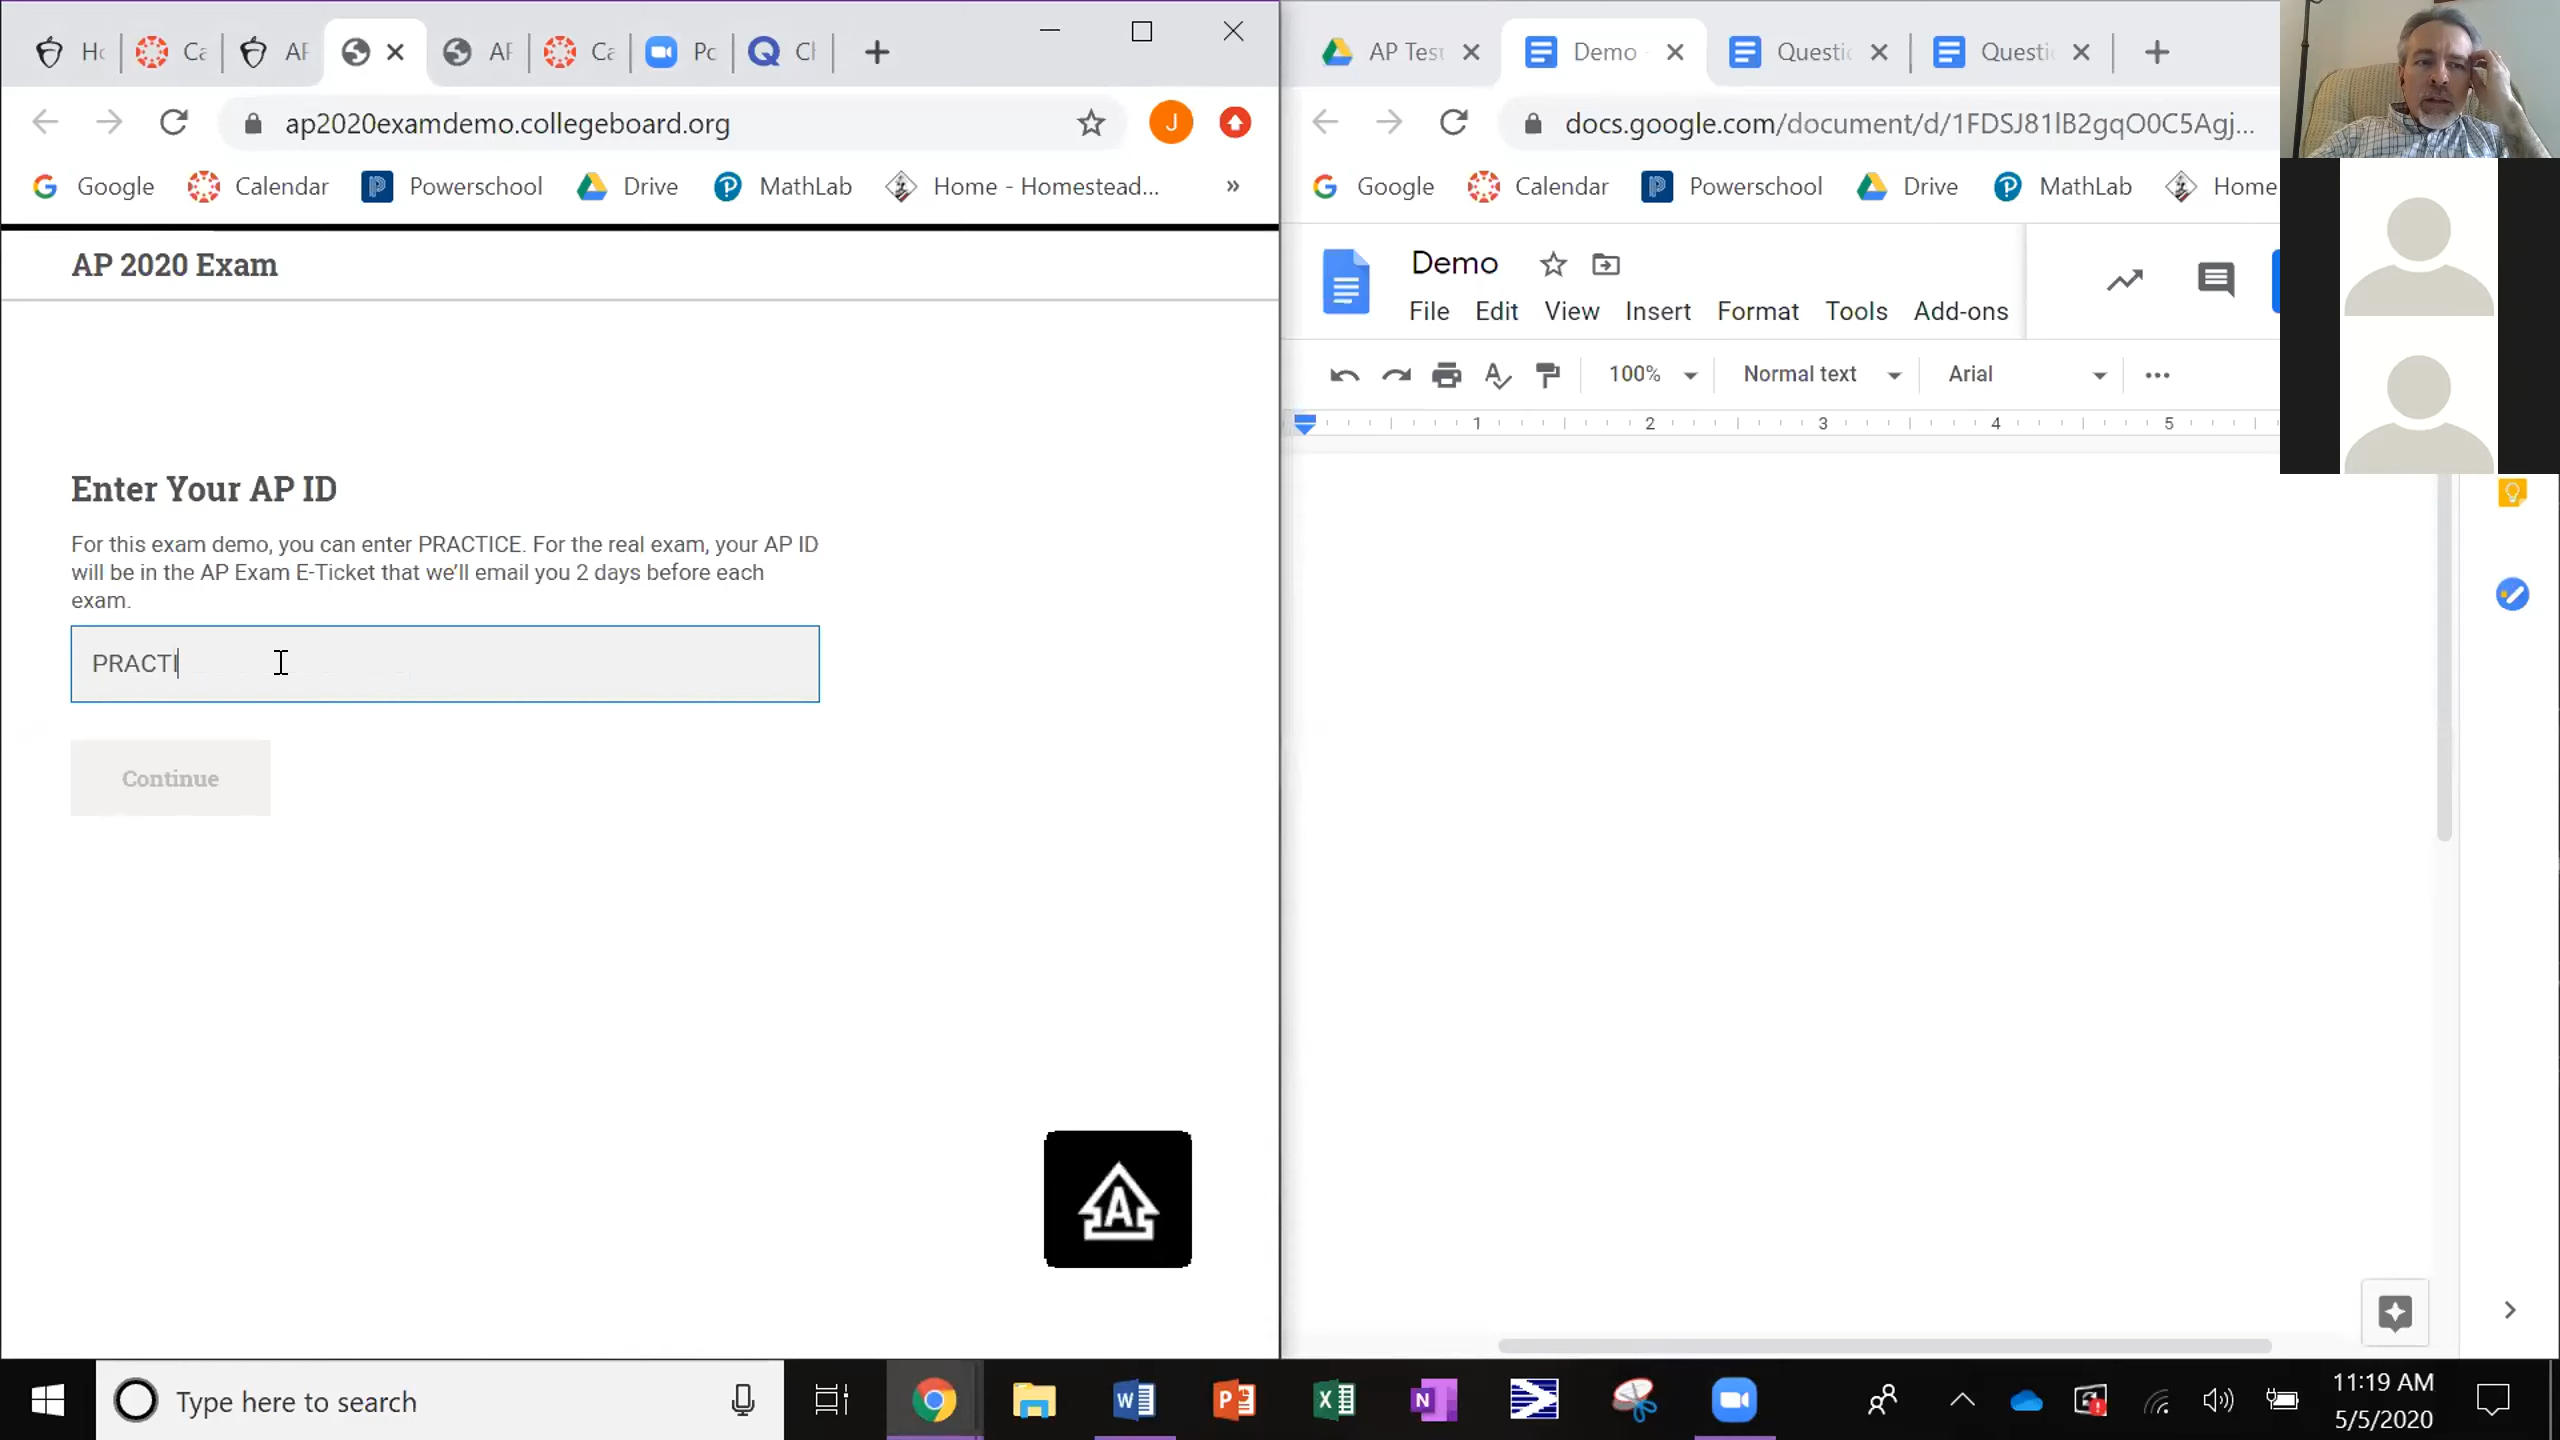 Ho
Ca
AP
AP
Ca
Pc
Cl
ap2020examdemo.collegeboard.org
J
Google
Calendar
Powerschool
Drive
MathLab
Home - Homestead...
»
AP 2020 Exam
Enter Your AP ID
For this exam demo, you can enter PRACTICE. For the real exam, your AP ID
will be in the AP Exam E-Ticket that we'll email you 2 days before each
exam.
PRACTI
Continue
A
AP Test
Demo -
Questio
Questio
docs.google.com/document/d/1FDSJ81lB2gqO0C5Agj...
Google
Calendar
Powerschool
Drive
MathLab
Home
Demo
File Edit View Insert Format Tools Add-ons
100% Normal text Arial
1 2 3 4 5
Type here to search
11:19 AM
5/5/2020